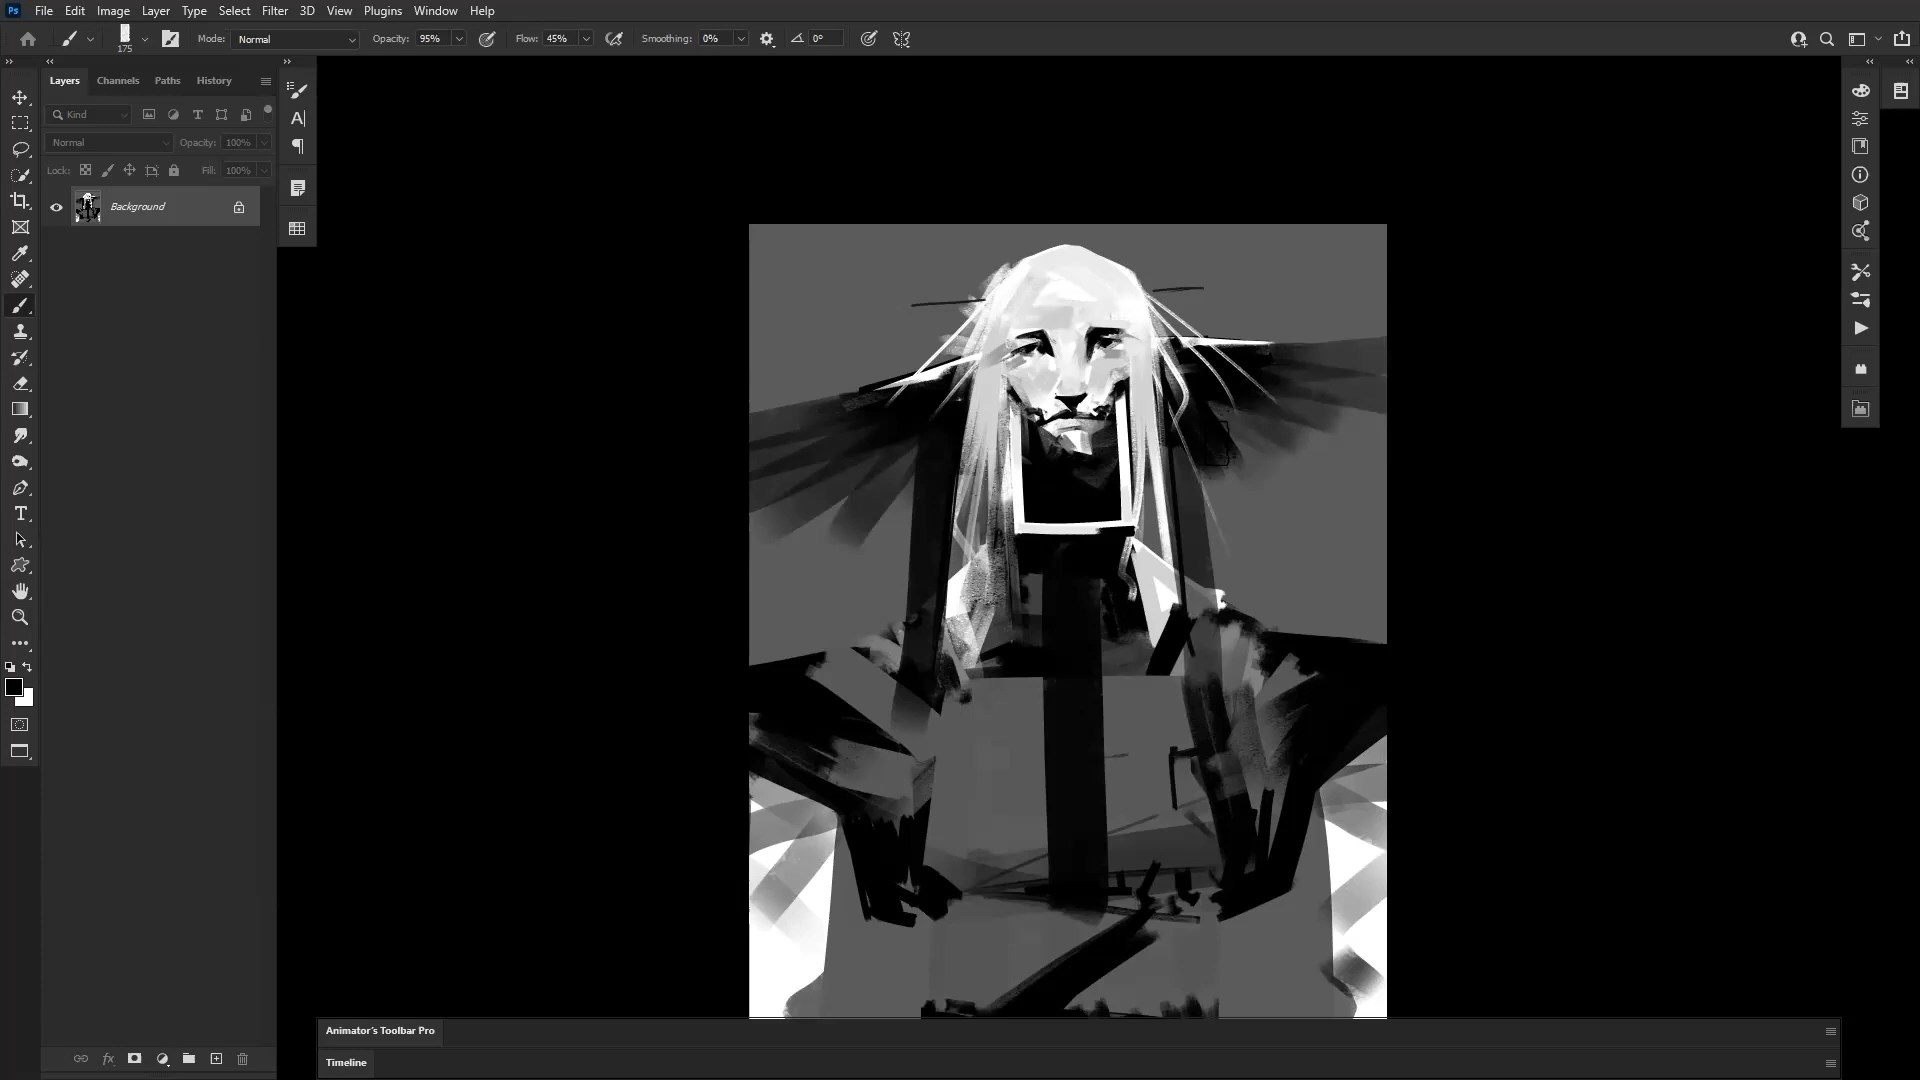 Ps File Edit Image Layer Type Select Filter 3D View Plugins Window Help
175 Mode: Normal Opacity: 95% Flow: 45% Smoothing: 0% 0°
Layers Channels Paths History
Kind
Normal Opacity: 100%
Lock: Fill: 100%
Background
Animator's Toolbar Pro
Timeline